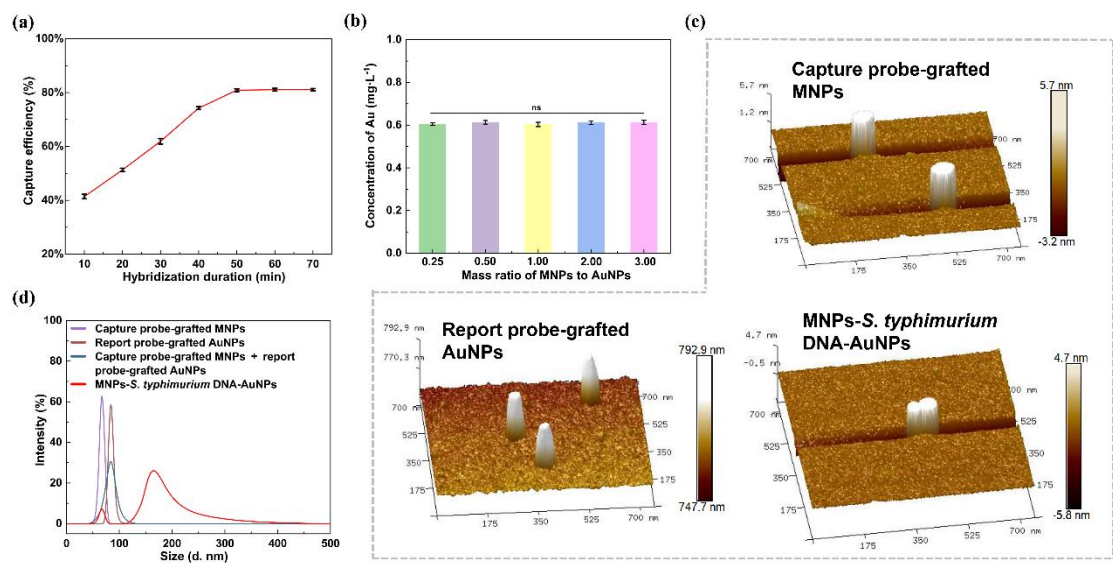 (a)
100%
80%
60%
40%
20%
Capture efficiency (%)
10 20 30 40 50 60 70
Hybridization duration (min)
(b)
1.0
0.8
0.6
0.4
0.2
0.0
Concentration of Au (mg·L⁻¹)
ns
0.25 0.50 1.00 2.00 3.00
Mass ratio of MNPs to AuNPs
(c)
Capture probe-grafted
MNPs
5.7 nm
1.2 nm
700 nm
525
350
175
175 350 525 700 nm
700 nm
525
350
175
5.7 nm
-3.2 nm
(d)
100
80
60
40
20
0
Intensity (%)
Capture probe-grafted MNPs
Report probe-grafted AuNPs
Capture probe-grafted MNPs + report
probe-grafted AuNPs
MNPs-S. typhimurium DNA-AuNPs
0 100 200 300 400 500
Size (d. nm)
Report probe-grafted
AuNPs
792.9 nm
770.3 nm
700 nm
525
350
175
175 350 525 700 nm
700 nm
525
350
175
792.9 nm
747.7 nm
MNPs-S. typhimurium
DNA-AuNPs
4.7 nm
-0.5 nm
700 nm
525
350
175
175 350 525 700 nm
700 nm
525
350
175
4.7 nm
-5.8 nm